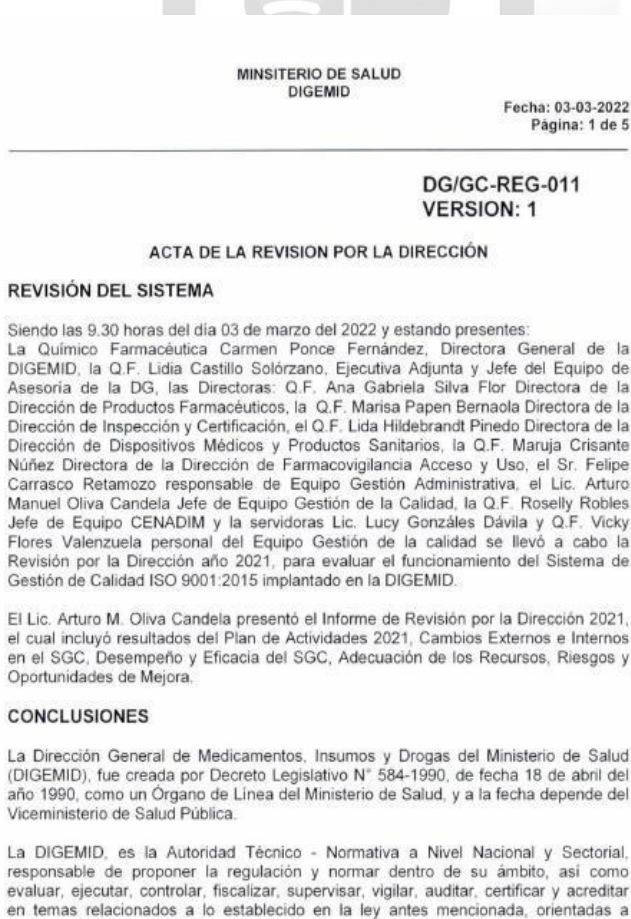 MINSITERIO DE SALUD
DIGEMID
Fecha: 03-03-2022
Página: 1 de 5
DG/GC-REG-011
VERSION: 1
ACTA DE LA REVISION POR LA DIRECCIÓN
REVISIÓN DEL SISTEMA
Siendo las 9.30 horas del día 03 de marzo del 2022 y estando presentes:
La Químico Farmacéutica Carmen Ponce Fernández, Directora General de la
DIGEMID, la Q.F. Lidia Castillo Solórzano, Ejecutiva Adjunta y Jefe del Equipo de
Asesoria de la DG, las Directoras: Q.F. Ana Gabriela Silva Flor Directora de la
Dirección de Productos Farmacéuticos, la Q.F. Marisa Papen Bernaola Directora de la
Dirección de Inspección y Certificación, el Q.F. Lida Hildebrandt Pinedo Directora de la
Dirección de Dispositivos Médicos y Productos Sanitarios, la Q.F. Maruja Crisante
Núñez Directora de la Dirección de Farmacovigilancia Acceso y Uso, el Sr. Felipe
Carrasco Retamozo responsable de Equipo Gestión Administrativa, el Lic. Arturo
Manuel Oliva Candela Jefe de Equipo Gestión de la Calidad, la Q.F. Roselly Robles
Jefe de Equipo CENADIM y la servidoras Lic. Lucy Gonzáles Dávila y Q.F. Vicky
Flores Valenzuela personal del Equipo Gestión de la calidad se llevó a cabo la
Revisión por la Dirección año 2021, para evaluar el funcionamiento del Sistema de
Gestión de Calidad ISO 9001:2015 implantado en la DIGEMID.
El Lic. Arturo M. Oliva Candela presentó el Informe de Revisión por la Dirección 2021,
el cual incluyó resultados del Plan de Actividades 2021, Cambios Externos e Internos
en el SGC, Desempeño y Eficacia del SGC, Adecuación de los Recursos, Riesgos y
Oportunidades de Mejora.
CONCLUSIONES
La Dirección General de Medicamentos, Insumos y Drogas del Ministerio de Salud
(DIGEMID), fue creada por Decreto Legislativo N° 584-1990, de fecha 18 de abril del
año 1990, como un Órgano de Línea del Ministerio de Salud, y a la fecha depende del
Viceministerio de Salud Pública.
La DIGEMID, es la Autoridad Técnico - Normativa a Nivel Nacional y Sectorial,
responsable de proponer la regulación y normar dentro de su ámbito, así como
evaluar, ejecutar, controlar, fiscalizar, supervisar, vigilar, auditar, certificar y acreditar
en temas relacionados a lo establecido en la ley antes mencionada, orientadas a